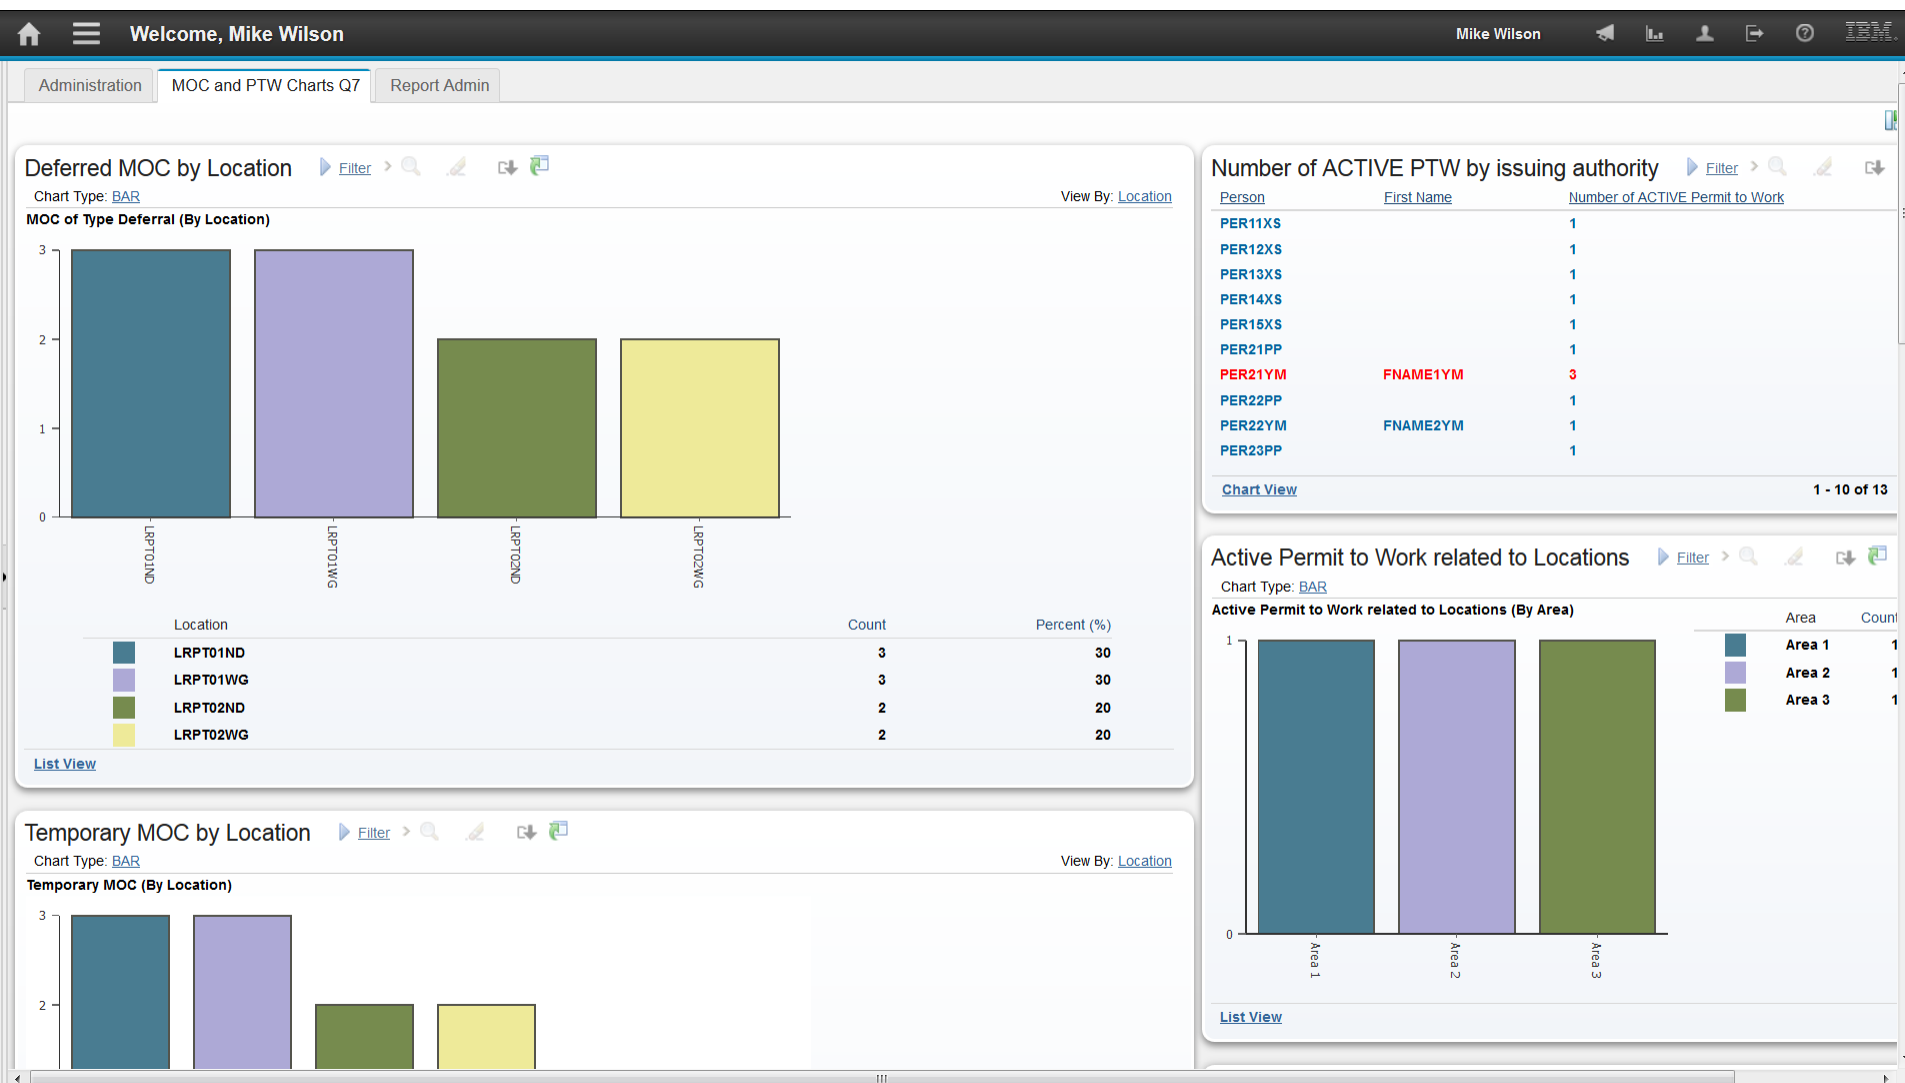 Welcome, Mike Wilson
Mike Wilson
IBM.
Administration
MOC and PTW Charts Q7
Report Admin
Deferred MOC by Location
Filter
Chart Type: BAR
View By: Location
MOC of Type Deferral (By Location)
3
2
1
0
LRPT01ND
LRPT01WG
LRPT02ND
LRPT02WG
Location Count Percent (%)
LRPT01ND 3 30
LRPT01WG 3 30
LRPT02ND 2 20
LRPT02WG 2 20
List View
Temporary MOC by Location
Filter
Chart Type: BAR
View By: Location
Temporary MOC (By Location)
3
2
Number of ACTIVE PTW by issuing authority
Filter
Person First Name Number of ACTIVE Permit to Work
PER11XS 1
PER12XS 1
PER13XS 1
PER14XS 1
PER15XS 1
PER21PP 1
PER21YM FNAME1YM 3
PER22PP 1
PER22YM FNAME2YM 1
PER23PP 1
Chart View
1 - 10 of 13
Active Permit to Work related to Locations
Filter
Chart Type: BAR
Active Permit to Work related to Locations (By Area)
1
0
Area 1
Area 2
Area 3
Area Count
Area 1 1
Area 2 1
Area 3 1
List View